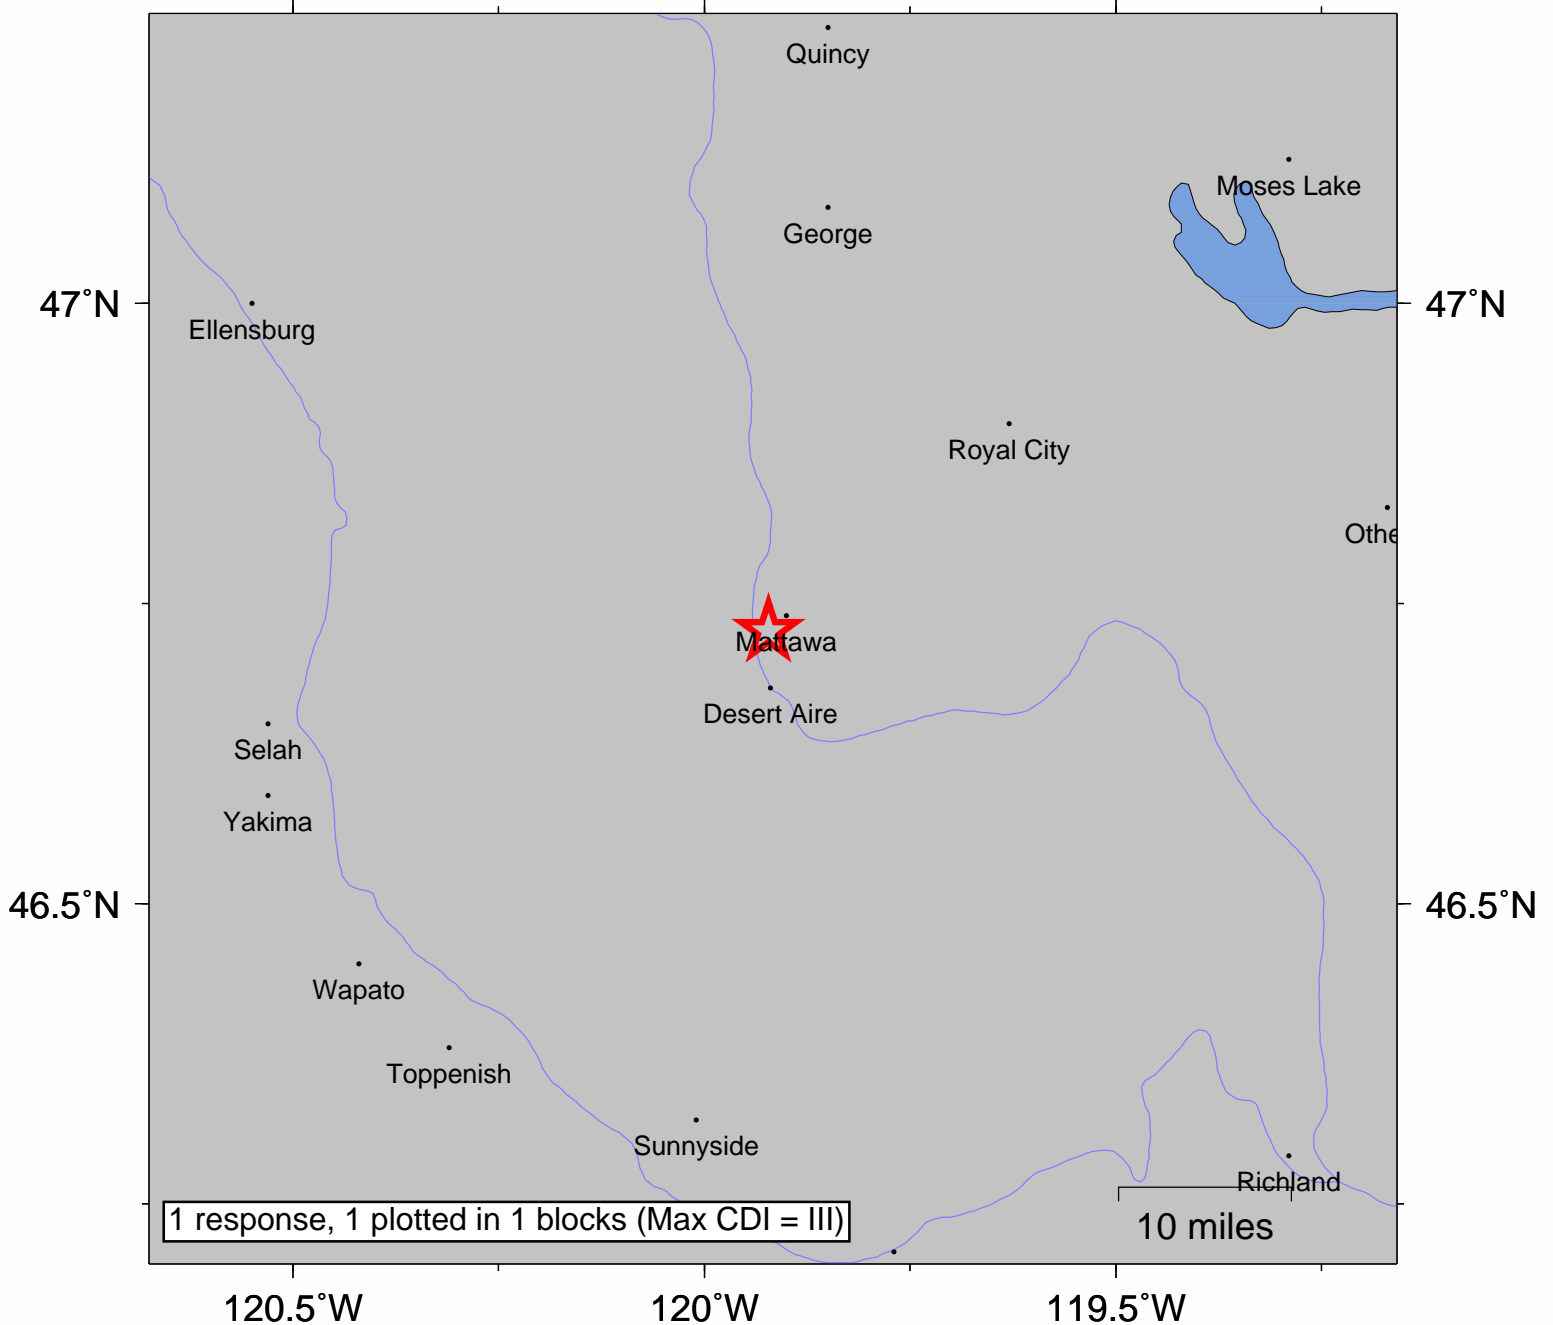 Quincy
Moses Lake
George
47˚N
47˚N
Ellensburg
Royal City
Othe
Mattawa
Desert Aire
Selah
Yakima
46.5˚N
46.5˚N
Wapato
Toppenish
Sunnyside
Richland
1 response, 1 plotted in 1 blocks (Max CDI = III)
10 miles
120.5˚W
120˚W
119.5˚W